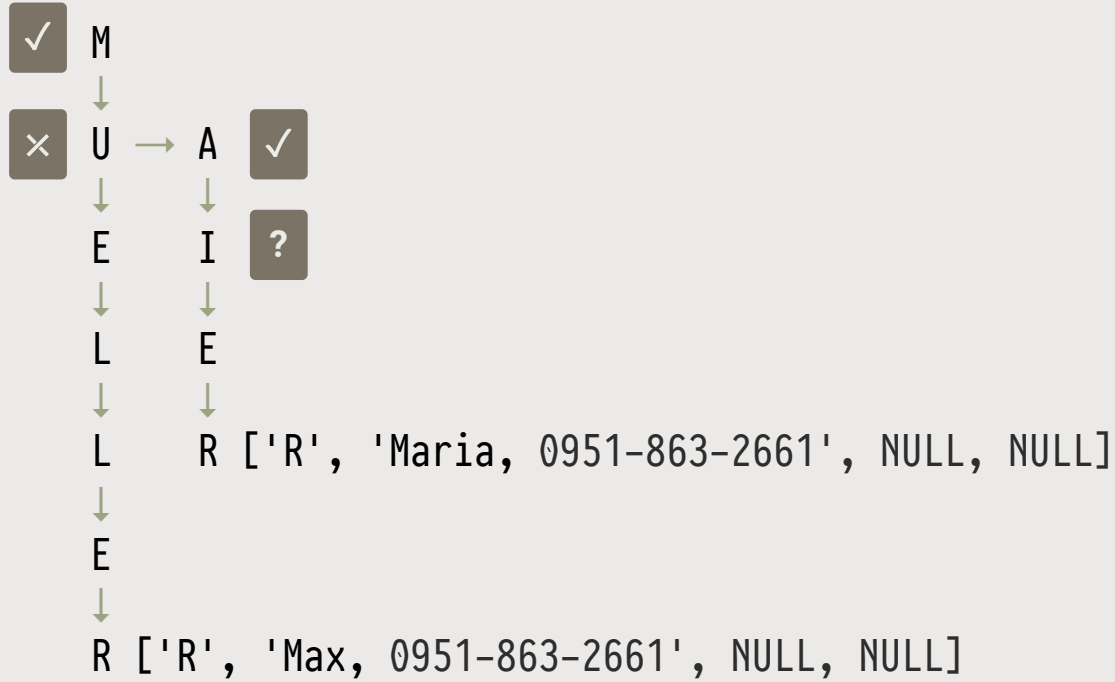 ✓ M
↓ 
× U → A ✓
↓ ↓
E I ?
↓ ↓
L E
↓ ↓
L R ['R', 'Maria, 0951-863-2661', NULL, NULL]
↓
E
↓
R ['R', 'Max, 0951-863-2661', NULL, NULL]